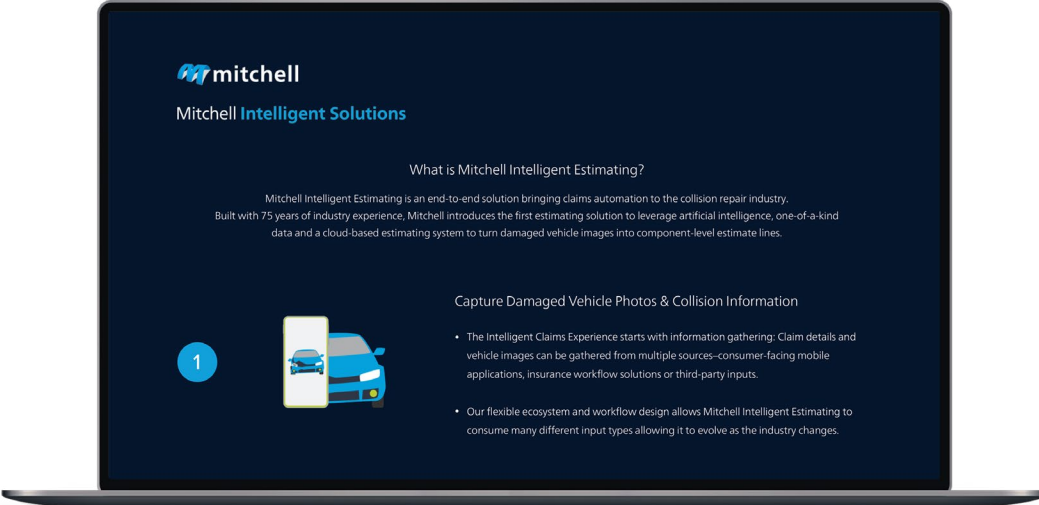 mitchell
Mitchell Intelligent Solutions
What is Mitchell Intelligent Estimating?
Mitchell Intelligent Estimating is an end-to-end solution bringing claims automation to the collision repair industry.
Built with 75 years of industry experience, Mitchell introduces the first estimating solution to leverage artificial intelligence, one-of-a-kind
data and a cloud-based estimating system to turn damaged vehicle images into component-level estimate lines.
1
Capture Damaged Vehicle Photos & Collision Information
• The Intelligent Claims Experience starts with information gathering: Claim details and
vehicle images can be gathered from multiple sources–consumer-facing mobile
applications, insurance workflow solutions or third-party inputs.
• Our flexible ecosystem and workflow design allows Mitchell Intelligent Estimating to
consume many different input types allowing it to evolve as the industry changes.